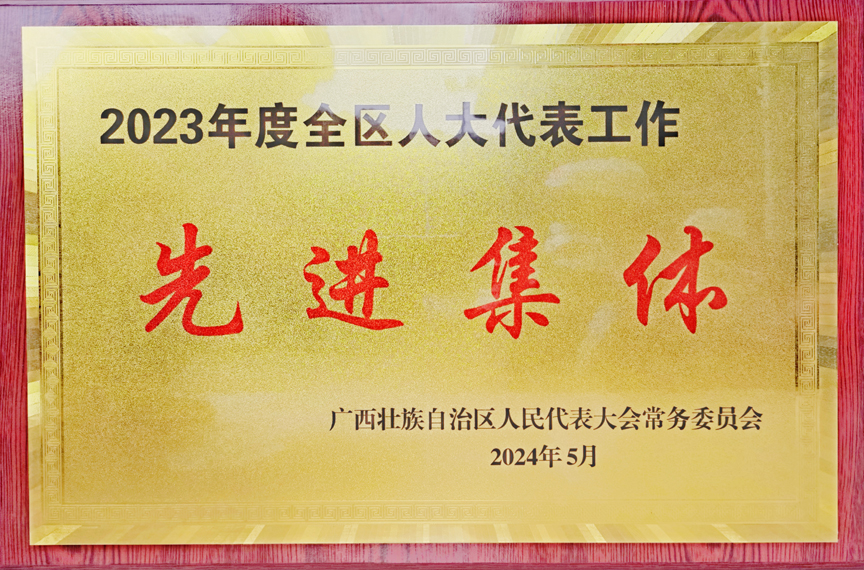 2023年度全区人大代表工作
先进集体
广西壮族自治区人民代表大会常务委员会
2024年5月